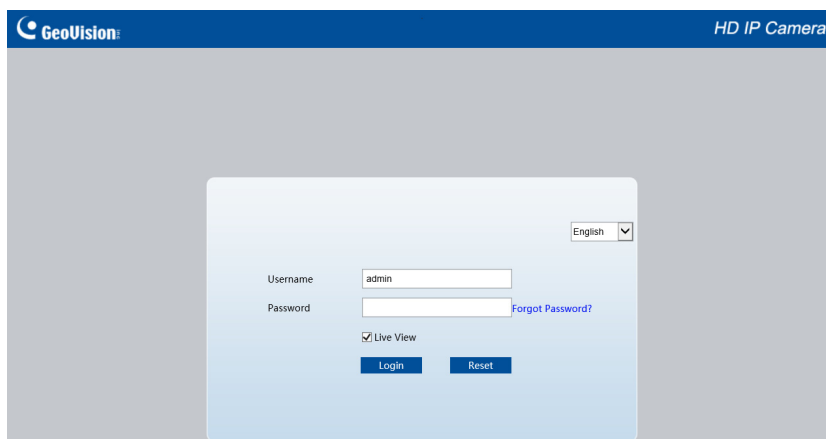 GeoVision
HD IP Camera
English
Username admin
Password Forgot Password?
Live View
Login Reset